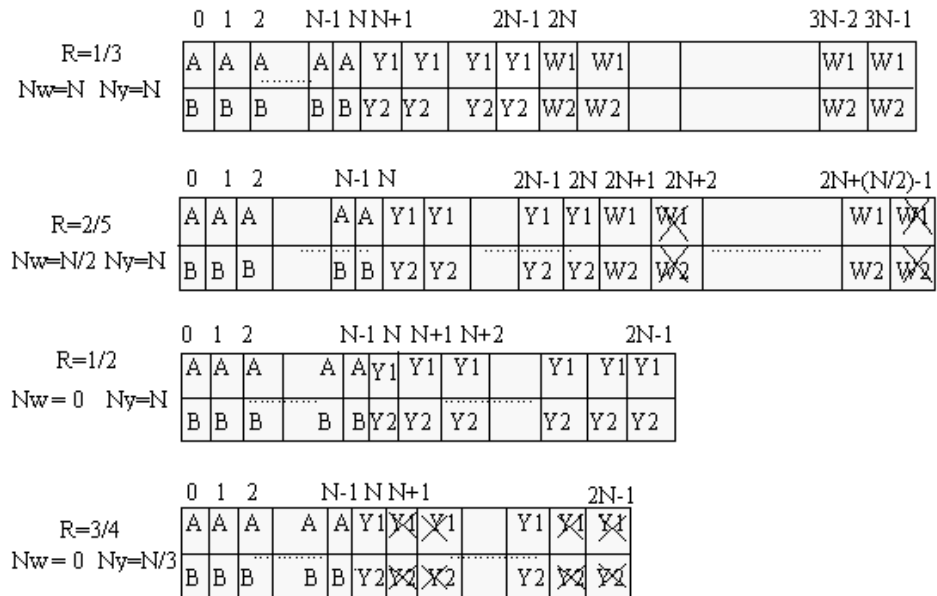 0 1 2 N-1 N N+1 2N-1 2N 3N-2 3N-1
R=1/3
A A A A A Y1 Y1 Y1 Y1 W1 W1 W1 W1
Nw=N Ny=N
B B B B B Y2 Y2 Y2 Y2 W2 W2 W2 W2
0 1 2 N-1 N 2N-1 2N 2N+1 2N+2 2N+(N/2)-1
R=2/5
A A A A A Y1 Y1 Y1 Y1 W1 W1 W1 W1
Nw=N/2 Ny=N
B B B B B Y2 Y2 Y2 Y2 W2 W2 W2 W2
0 1 2 N-1 N N+1 N+2 2N-1
R=1/2
A A A A A Y1 Y1 Y1 Y1 Y1 Y1
Nw = 0 Ny=N
B B B B B Y2 Y2 Y2 Y2 Y2 Y2
0 1 2 N-1 N N+1 2N-1
R=3/4
A A A A A Y1 Y1 Y1 Y1 Y1 Y1
Nw = 0 Ny=N/3
B B B B B Y2 Y2 Y2 Y2 Y2 Y2